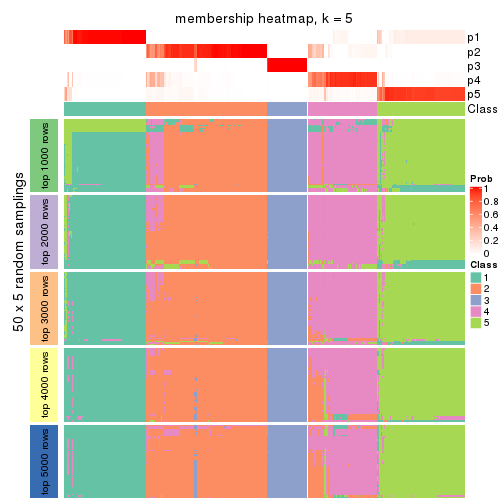 membership heatmap, k = 5
p1
p2
p3
p4
p5
Class
50 x 5 random samplings
top 1000 rows
top 2000 rows
top 3000 rows
top 4000 rows
top 5000 rows
Prob
1
0.8
0.6
0.4
0.2
0
Class
1
2
3
4
5